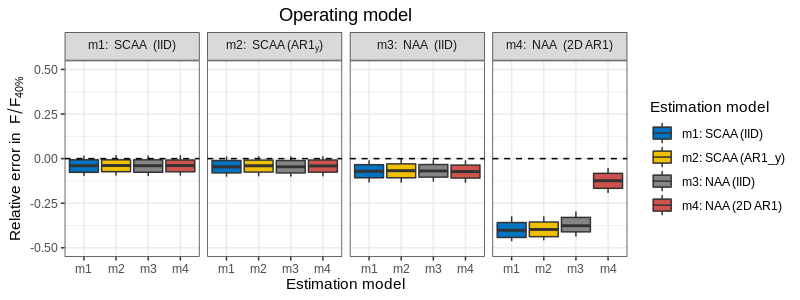 Operating model
m1: SCAA (IID)
m2: SCAA (AR1y)
m3: NAA (IID)
m4: NAA (2D AR1)
Relative error in F/F40%
0.50
0.25
0.00
-0.25
-0.50
m1 m2 m3 m4
m1 m2 m3 m4
m1 m2 m3 m4
m1 m2 m3 m4
Estimation model
Estimation model
m1: SCAA (IID)
m2: SCAA (AR1_y)
m3: NAA (IID)
m4: NAA (2D AR1)